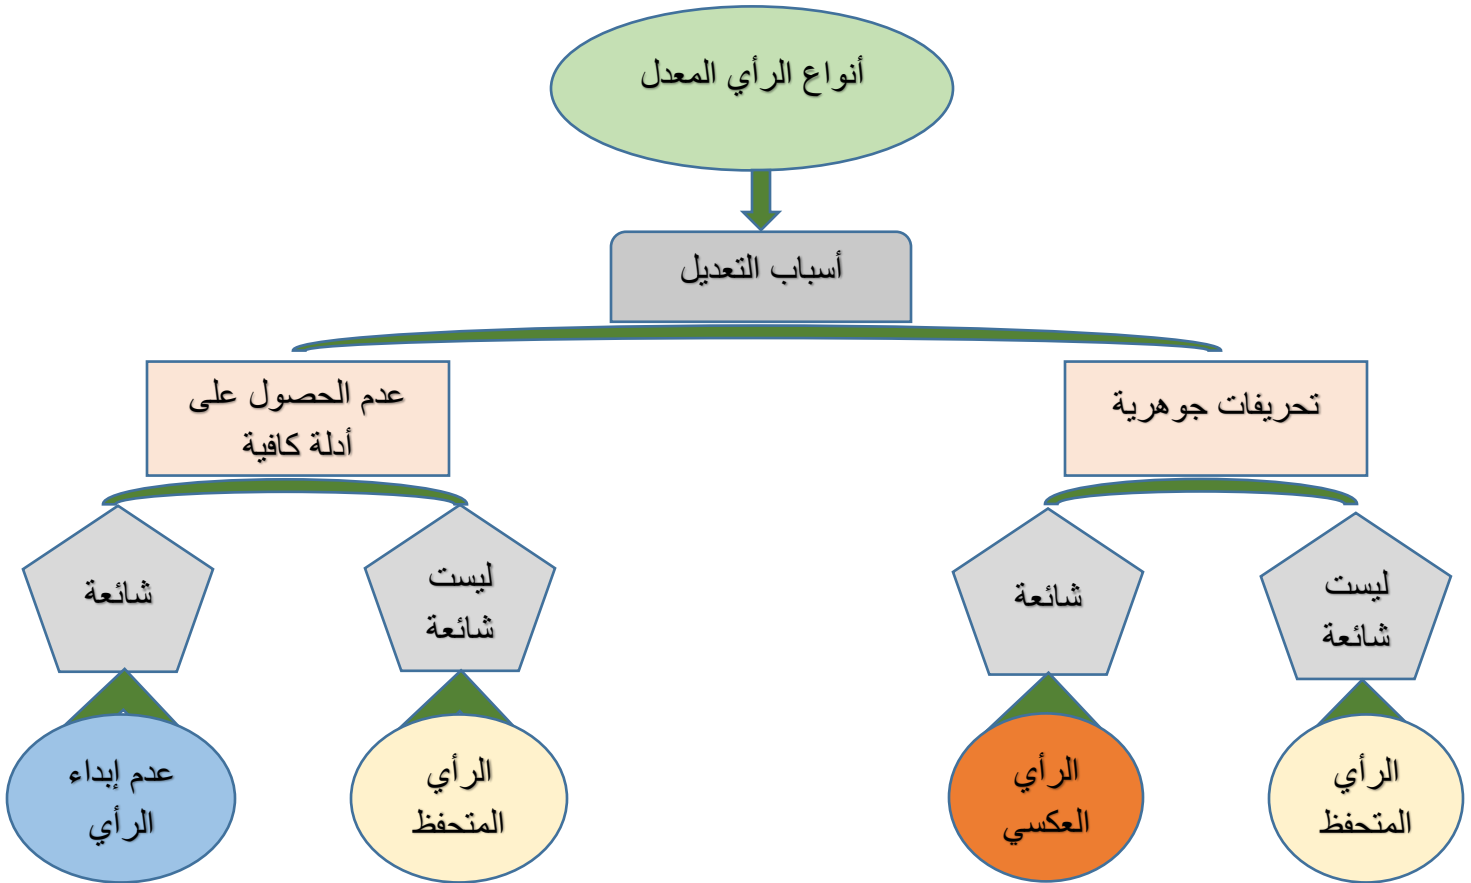 أنواع الرأي المعدل
أسباب التعديل
تحريفات جوهرية
عدم الحصول على
أدلة كافية
ليست
شائعة
شائعة
ليست
شائعة
شائعة
الرأي
المتحفظ
الرأي
العكسي
الرأي
المتحفظ
عدم إبداء
الرأي